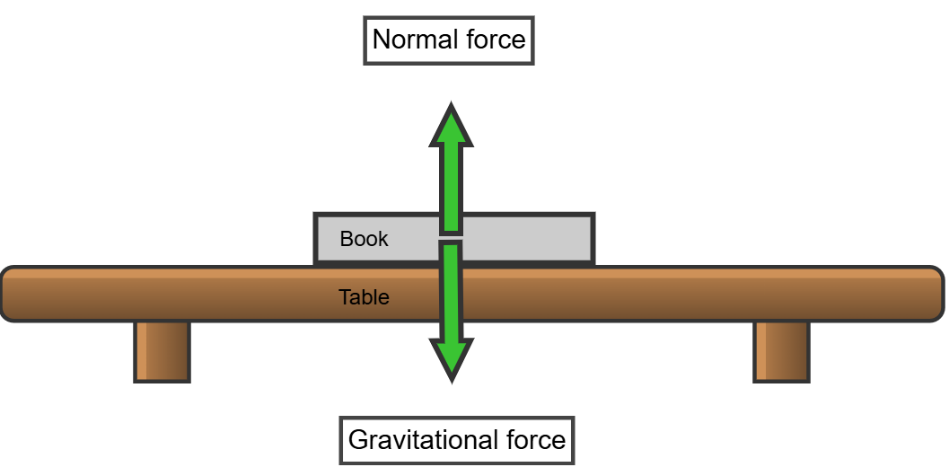 Normal force
Book
Table
Gravitational force